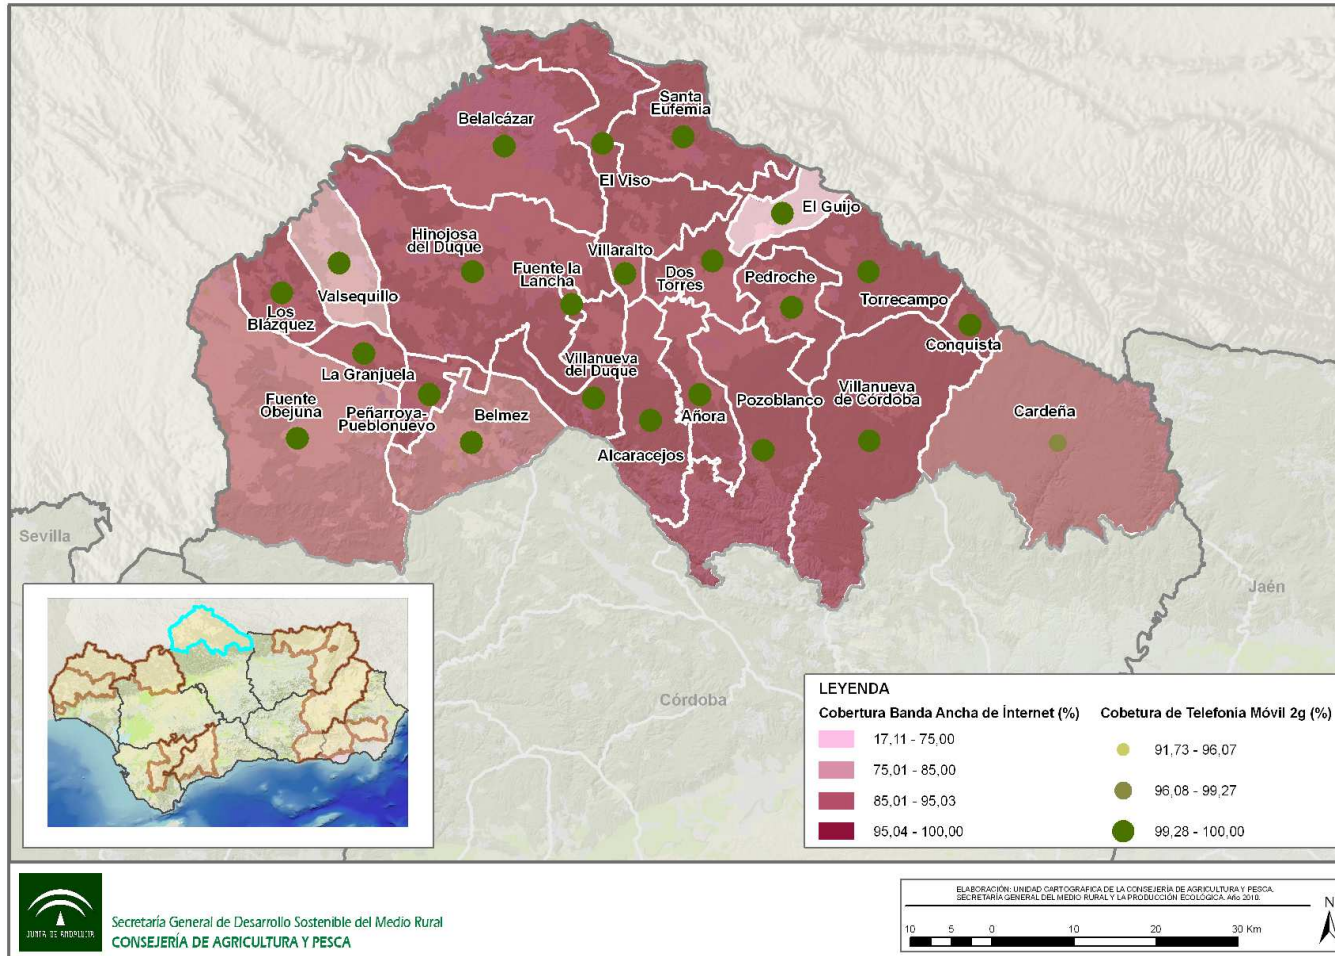 Santa
Eufemia
Belalcázar
El Viso
El Guijo
Hinojosa
del Duque
Villaralto
Fuente la
Lancha
Dos
Torres
Pedroche
Valsequillo
Torrecampo
Los
Blázquez
Conquista
La Granjuela
Villanueva
del Duque
Fuente
Obejuna
Peñarroya-
Pueblonuevo
Belmez
Añora
Pozoblanco
Villanueva
de Córdoba
Cardeña
Alcaracejos
Sevilla
Jaén
Córdoba
LEYENDA
Cobertura Banda Ancha de Ínternet (%)
17,11 - 75,00
75,01 - 85,00
85,01 - 95,03
95,04 - 100,00
Cobetura de Telefonía Móvil 2g (%)
91,73 - 96,07
96,08 - 99,27
99,28 - 100,00
JUNTA DE ANDALUCIA
Secretaría General de Desarrollo Sostenible del Medio Rural
CONSEJERÍA DE AGRICULTURA Y PESCA
ELABORACIÓN: UNIDAD CARTOGRAFICA DE LA CONSEJERÍA DE AGRICULTURA Y PESCA.
SECRETARÍA GENERAL DEL MEDIO RURAL Y LA PRODUCCIÓN ECOLÓGICA. Año 2010.
10 5 0 10 20 30 Km
N